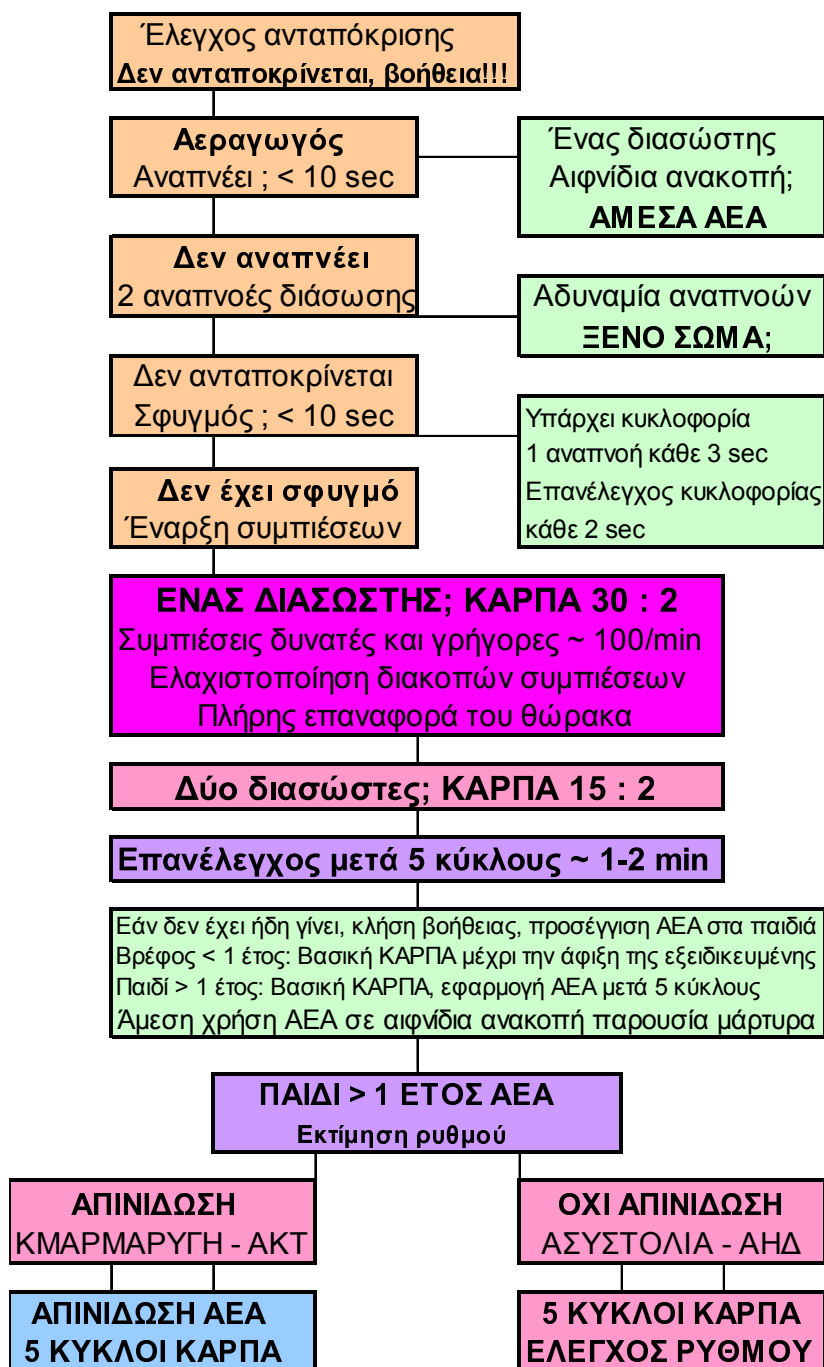 Έλεγχος ανταπόκρισης
Δεν ανταποκρίνεται, βοήθεια!!!
Αεραγωγός
Αναπνέει ; < 10 sec
Ένας διασώστης
Αιφνίδια ανακοπή;
ΑΜΕΣΑ ΑΕΑ
Δεν αναπνέει
2 αναπνοές διάσωσης
Αδυναμία αναπνοών
ΞΕΝΟ ΣΩΜΑ;
Δεν ανταποκρίνεται
Σφυγμός ; < 10 sec
Υπάρχει κυκλοφορία
1 αναπνοή κάθε 3 sec
Επανέλεγχος κυκλοφορίας
κάθε 2 sec
Δεν έχει σφυγμό
Έναρξη συμπιέσεων
ΕΝΑΣ ΔΙΑΣΩΣΤΗΣ; ΚΑΡΠΑ 30 : 2
Συμπιέσεις δυνατές και γρήγορες ~ 100/min
Ελαχιστοποίηση διακοπών συμπιέσεων
Πλήρης επαναφορά του θώρακα
Δύο διασώστες; ΚΑΡΠΑ 15 : 2
Επανέλεγχος μετά 5 κύκλους ~ 1-2 min
Εάν δεν έχει ήδη γίνει, κλήση βοήθειας, προσέγγιση ΑΕΑ στα παιδιά
Βρέφος < 1 έτος: Βασική ΚΑΡΠΑ μέχρι την άφιξη της εξειδικευμένης
Παιδί > 1 έτος: Βασική ΚΑΡΠΑ, εφαρμογή ΑΕΑ μετά 5 κύκλους
Άμεση χρήση ΑΕΑ σε αιφνίδια ανακοπή παρουσία μάρτυρα
ΠΑΙΔΙ > 1 ΕΤΟΣ ΑΕΑ
Εκτίμηση ρυθμού
ΑΠΙΝΙΔΩΣΗ
ΚΜΑΡΜΑΡΥΓΗ - ΑΚΤ
ΟΧΙ ΑΠΙΝΙΔΩΣΗ
ΑΣΥΣΤΟΛΙΑ - ΑΗΔ
ΑΠΙΝΙΔΩΣΗ ΑΕΑ
5 ΚΥΚΛΟΙ ΚΑΡΠΑ
5 ΚΥΚΛΟΙ ΚΑΡΠΑ
ΕΛΕΓΧΟΣ ΡΥΘΜΟΥ